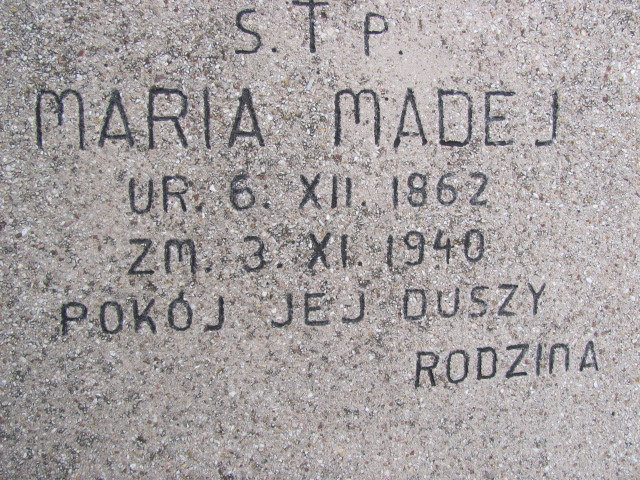 S.†P.
MARIA MADEJ
UR. 6. XII. 1862
ZM. 3. XI. 1940
POKÓJ JEJ DUSZY
RODZINA